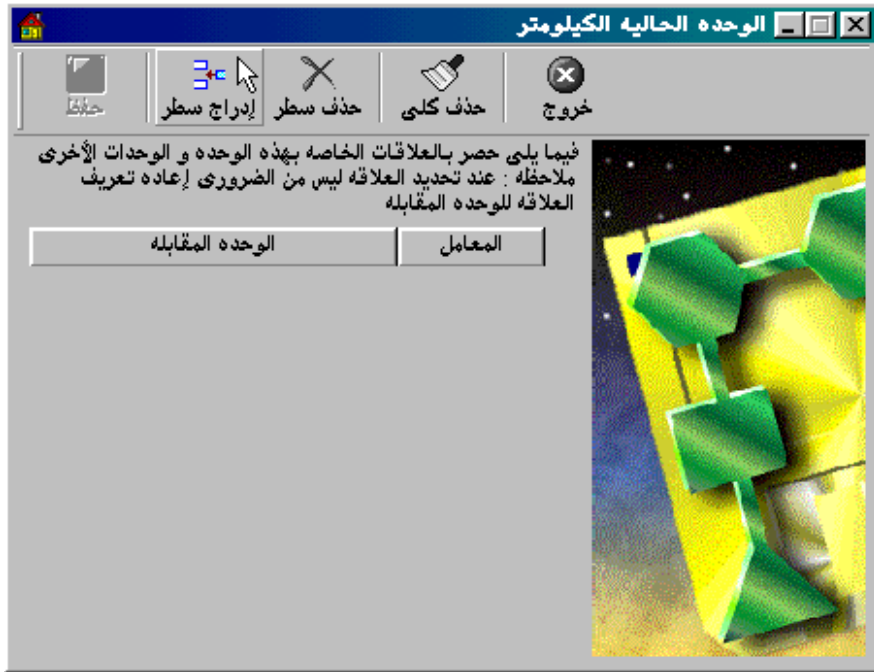 الوحده الحاليه الكيلومتر
خروج
حذف كلى
حذف سطر
إدراج سطر
حفظ
فيما يلى حصر بالعلاقات الخاصه بهذه الوحده و الوحدات الأخرى
ملاحظه : عند تحديد العلاقه ليس من الضرورى إعاده تعريف
العلاقه للوحده المقابله
المعامل
الوحده المقابله